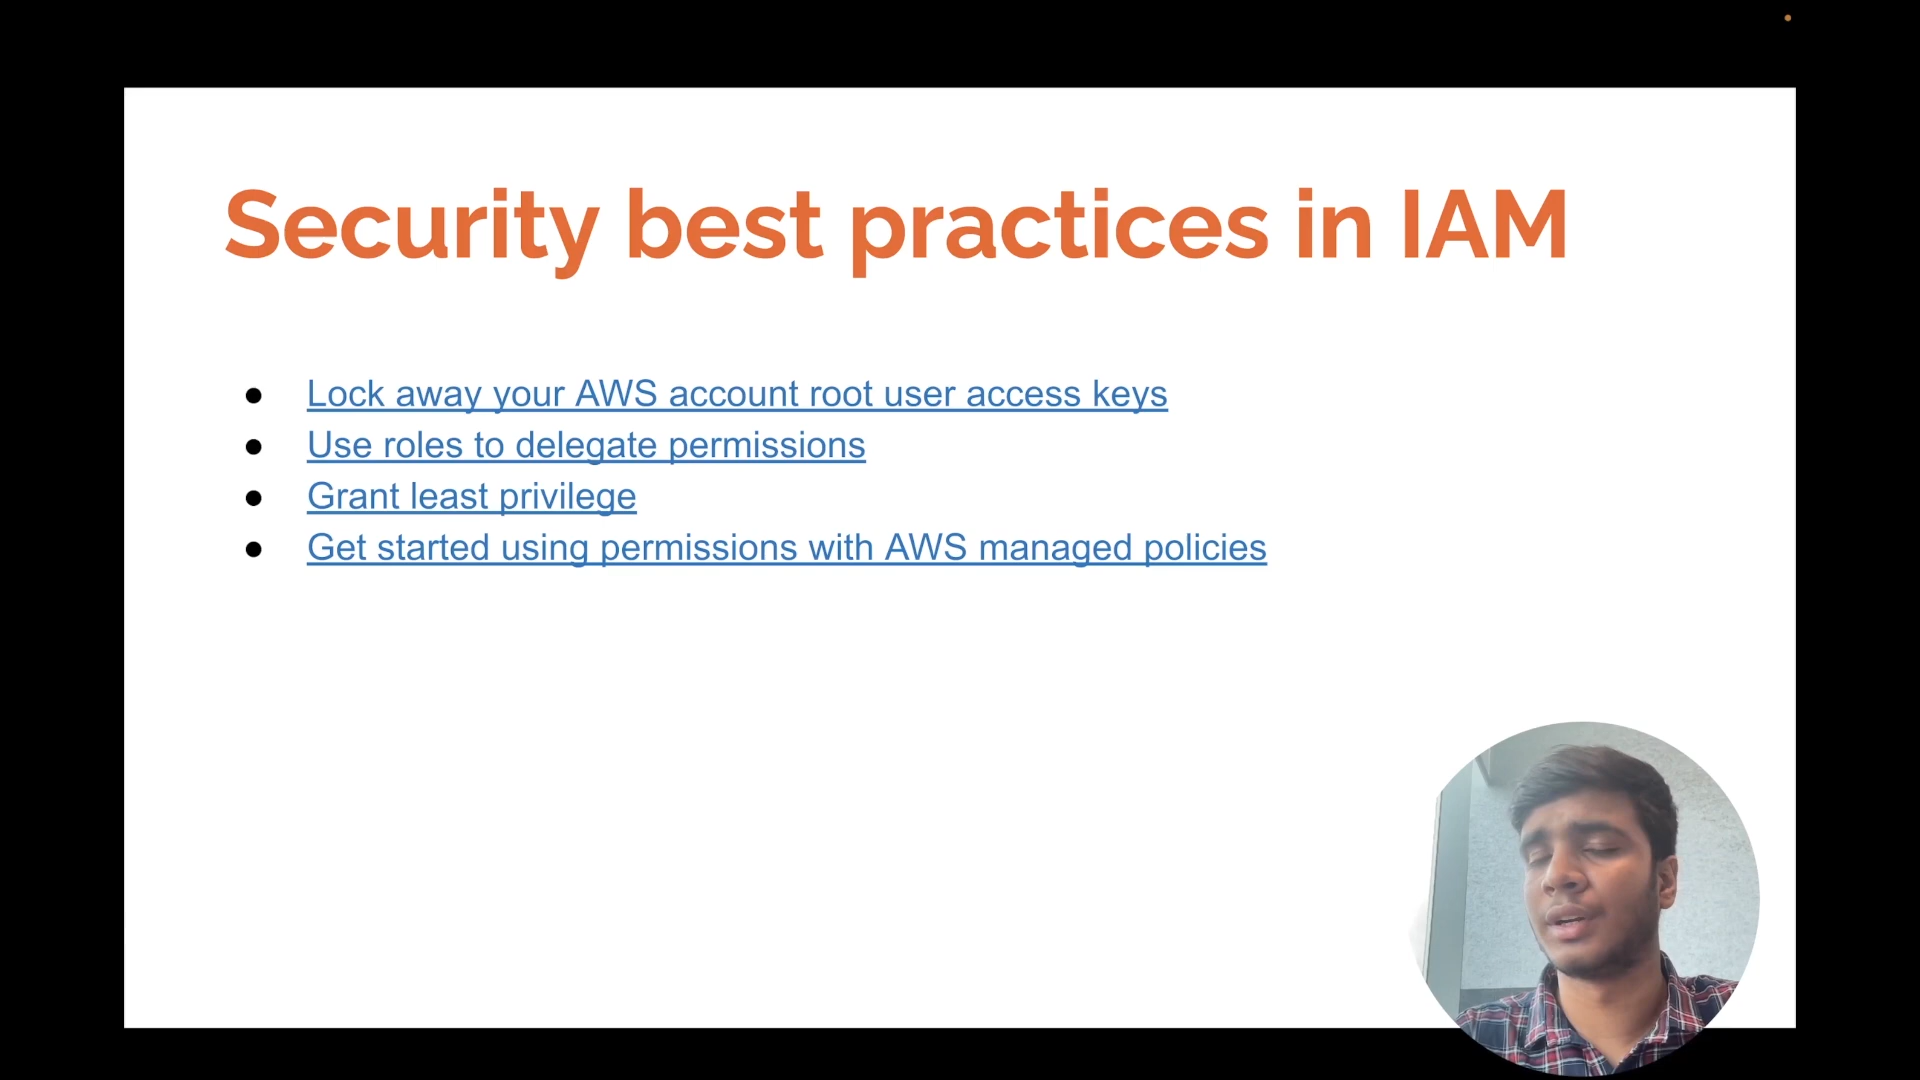 Security best practices in IAM
Lock away your AWS account root user access keys
Use roles to delegate permissions
Grant least privilege
Get started using permissions with AWS managed policies